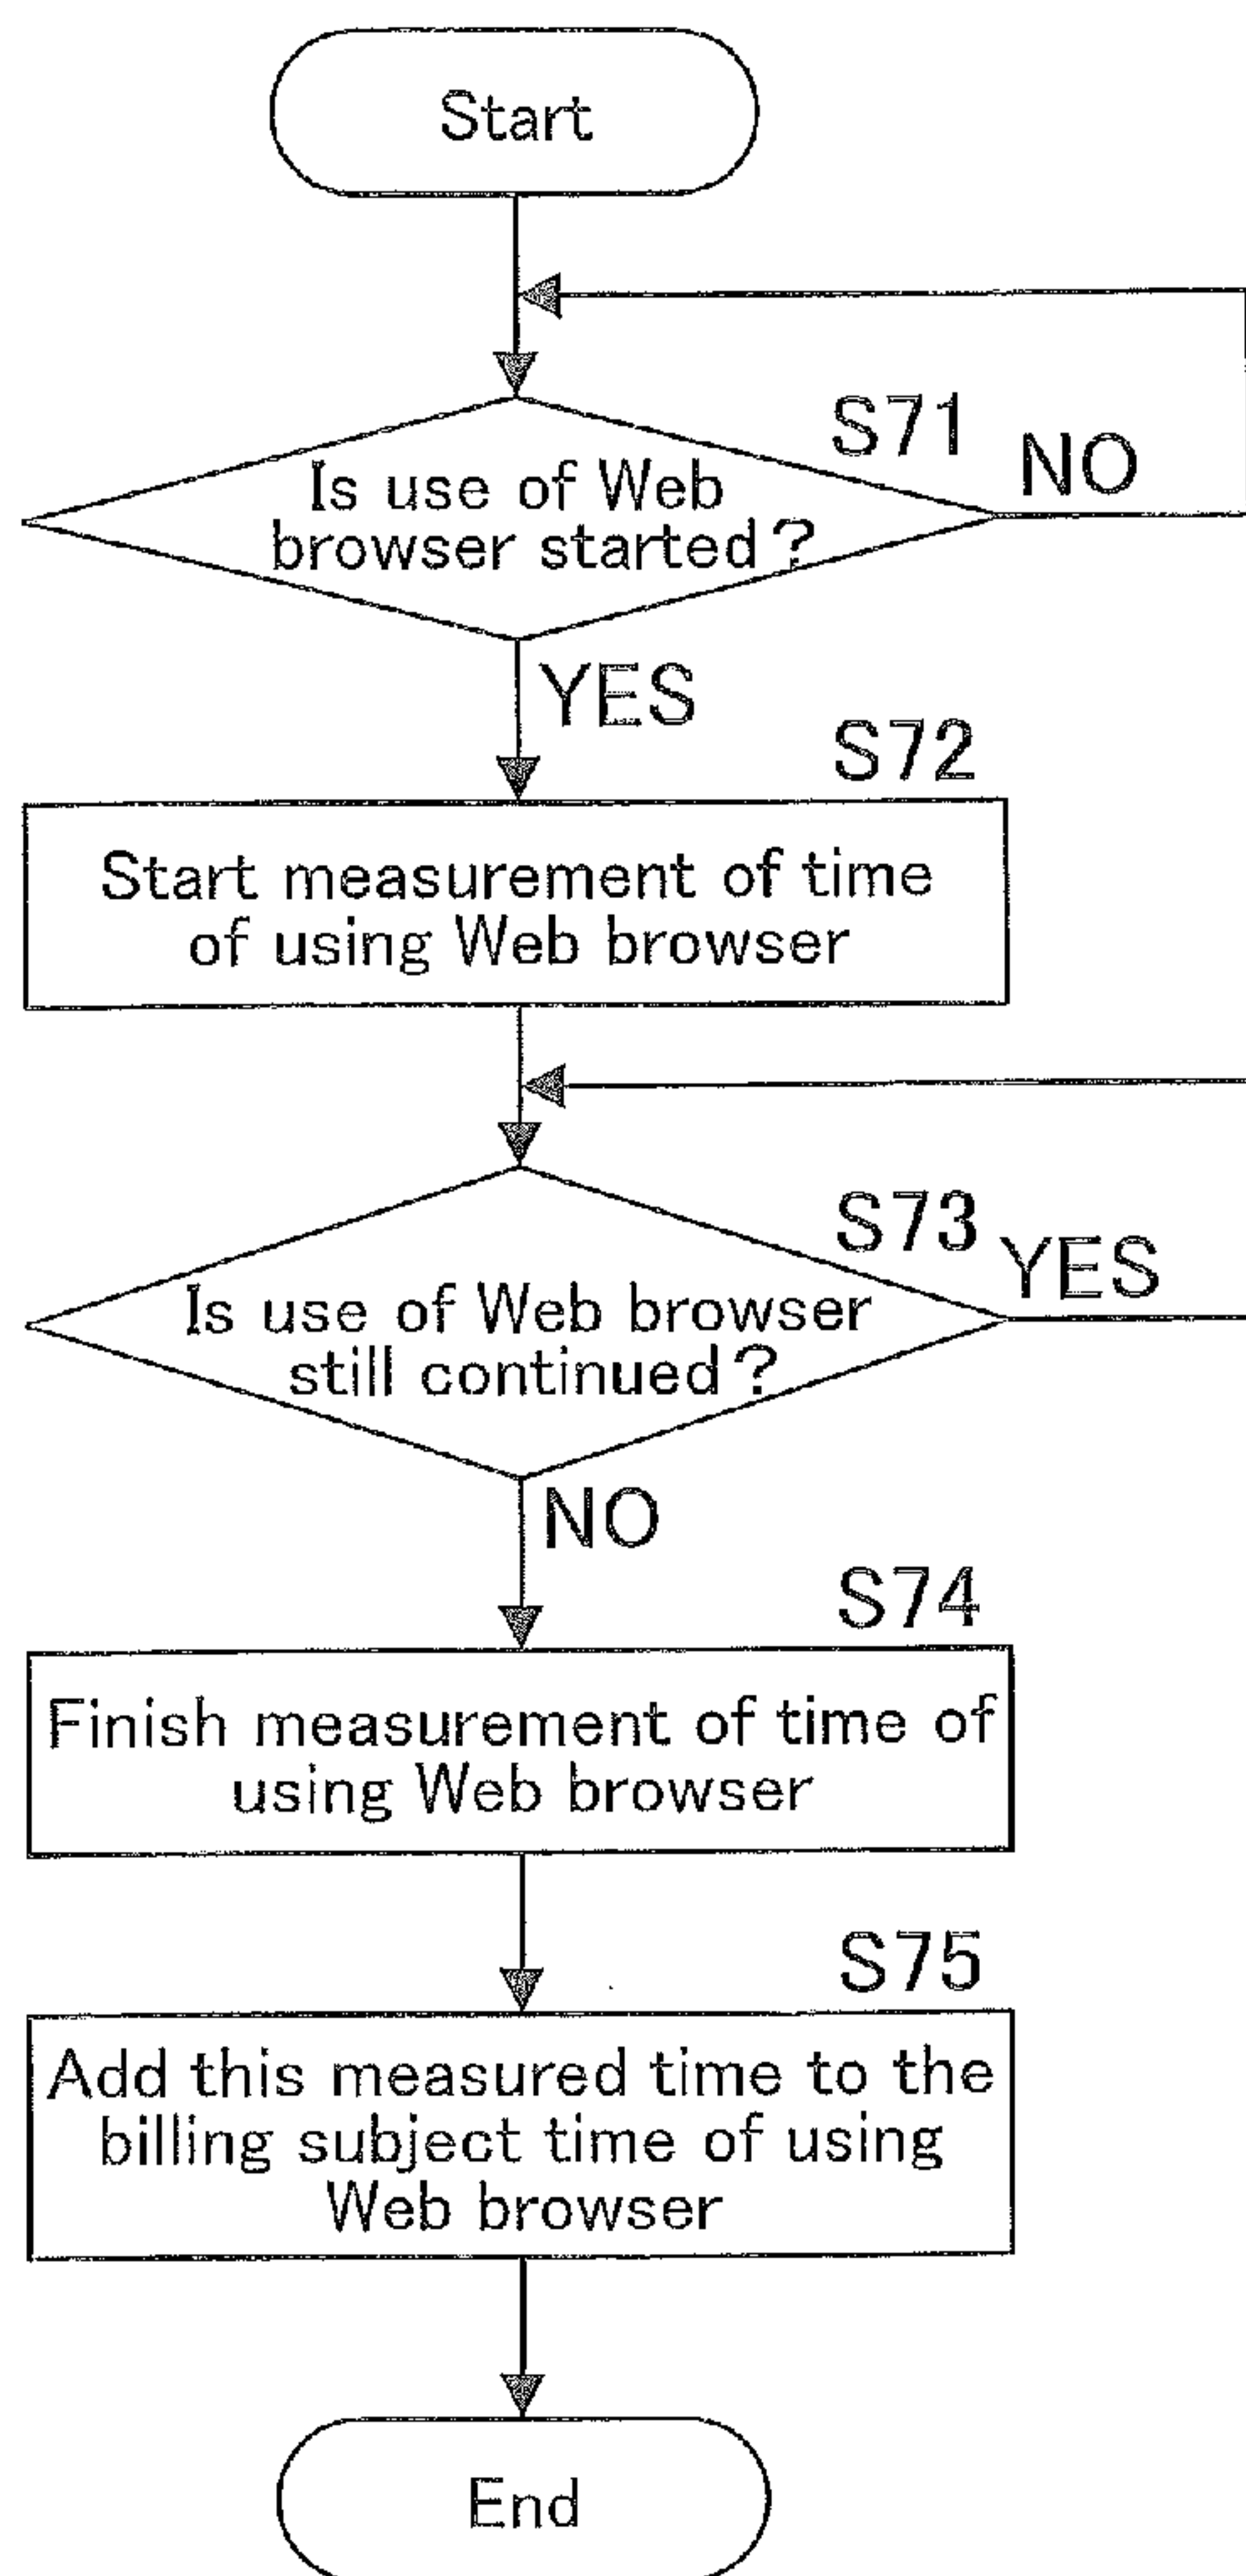 Start
S71
NO
Is use of Web
browser started?
YES
S72
Start measurement of time
of using Web browser
S73
YES
Is use of Web browser
still continued?
NO
S74
Finish measurement of time of
using Web browser
S75
Add this measured time to the
billing subject time of using
Web browser
End